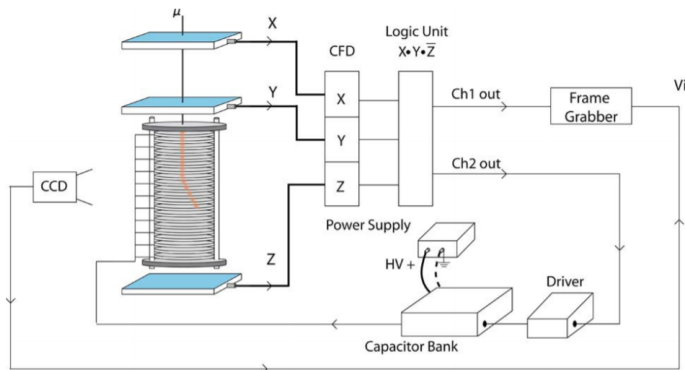 μ
X
Y
Z
CCD
CFD
X
Y
Z
Logic Unit
X•Y•Z̅
Ch1 out
Ch2 out
Frame
Grabber
Vi
Power Supply
HV +
Driver
Capacitor Bank